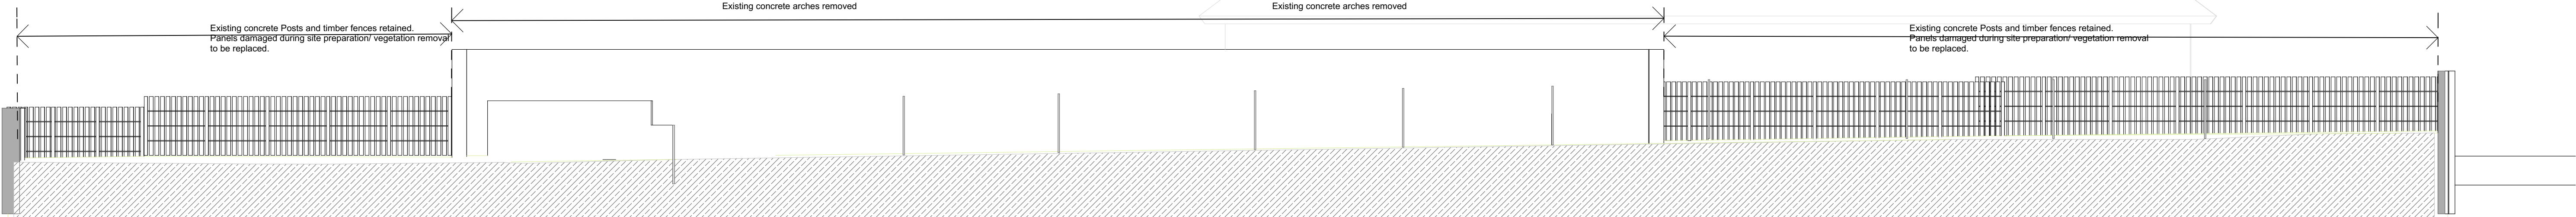 Existing concrete arches removed
Existing concrete arches removed
Existing concrete Posts and timber fences retained.
Panels damaged during site preparation/ vegetation removal
to be replaced.
Existing concrete Posts and timber fences retained.
Panels damaged during site preparation/ vegetation removal
to be replaced.